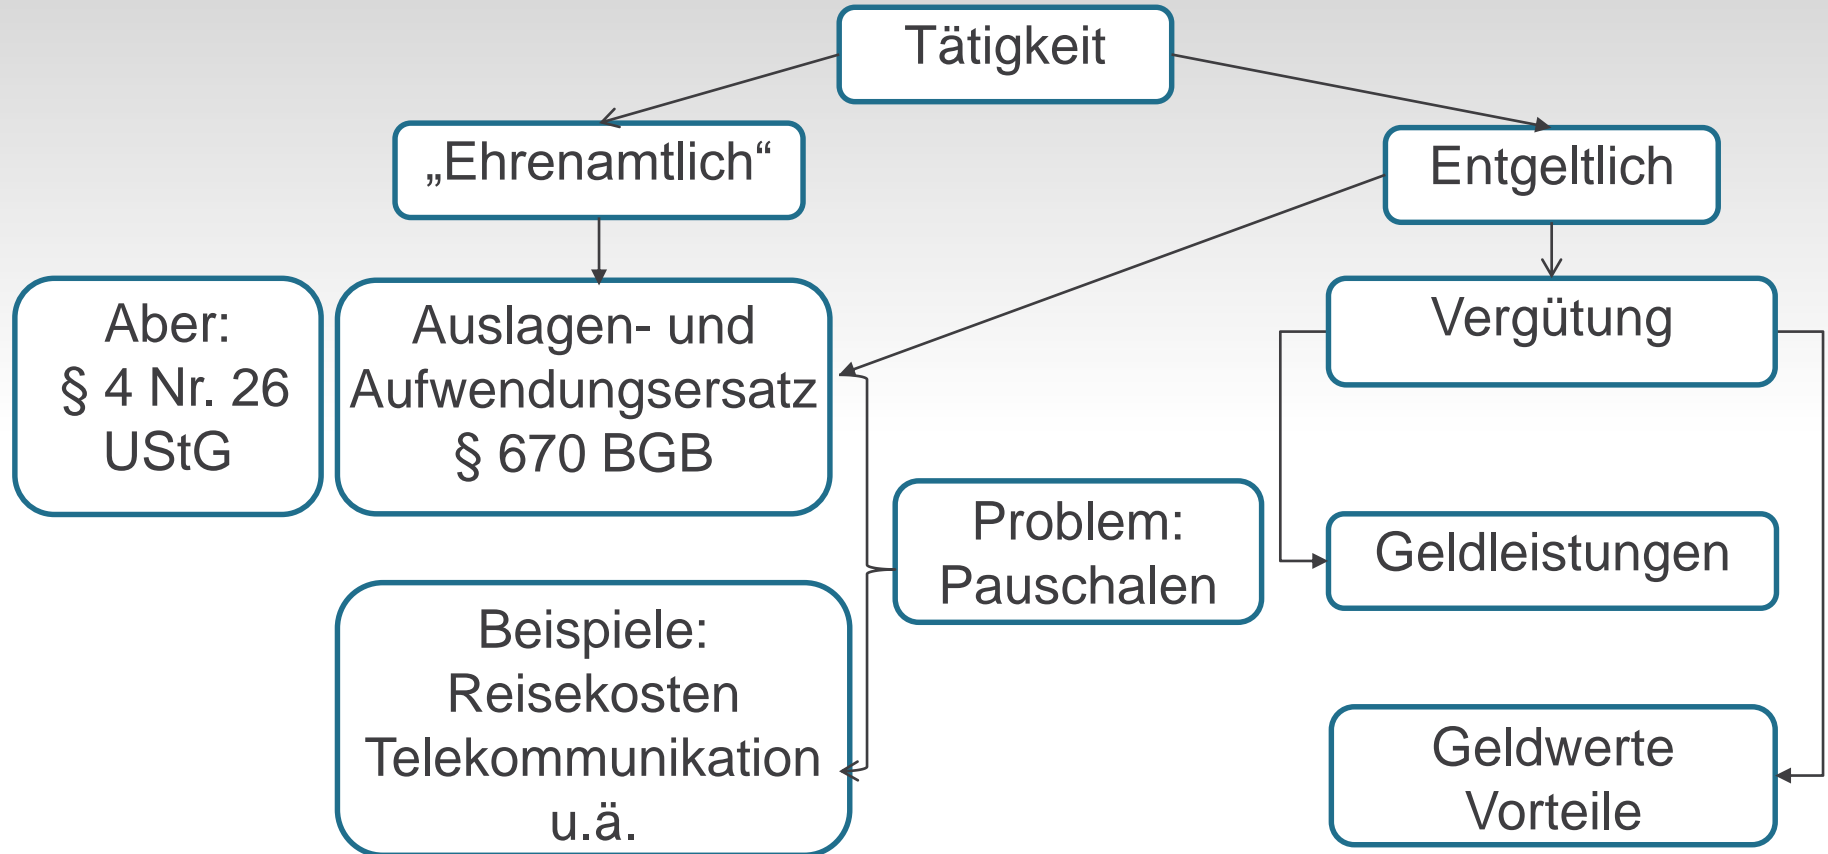 Tätigkeit
„Ehrenamtlich“
Entgeltlich
Aber:
§ 4 Nr. 26
UStG
Auslagen- und
Aufwendungsersatz
§ 670 BGB
Vergütung
Problem:
Pauschalen
Geldleistungen
Beispiele:
Reisekosten
Telekommunikation
u.ä.
Geldwerte
Vorteile